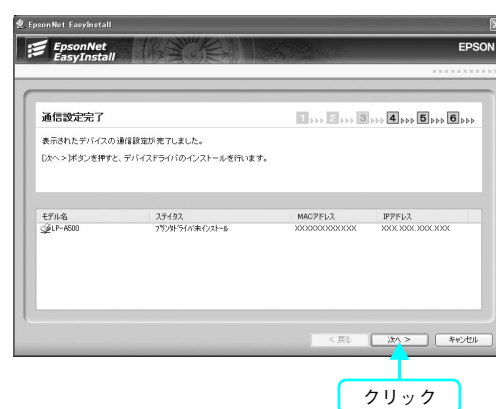 EpsonNet EasyInstall
EpsonNet
EasyInstall
EPSON
通信設定完了
1 2 3 4 5 6
表示されたデバイスの通信設定が完了しました。
[次へ>]ボタンを押すと、デバイスドライバのインストールを行います。
モデル名 ステイタス MACアドレス IPアドレス
LP-A500 プリンタドライバ未インストール XXXXXXXXXXXX XXX.XXX.XXX.XXX
< 戻る 次へ > キャンセル
クリック